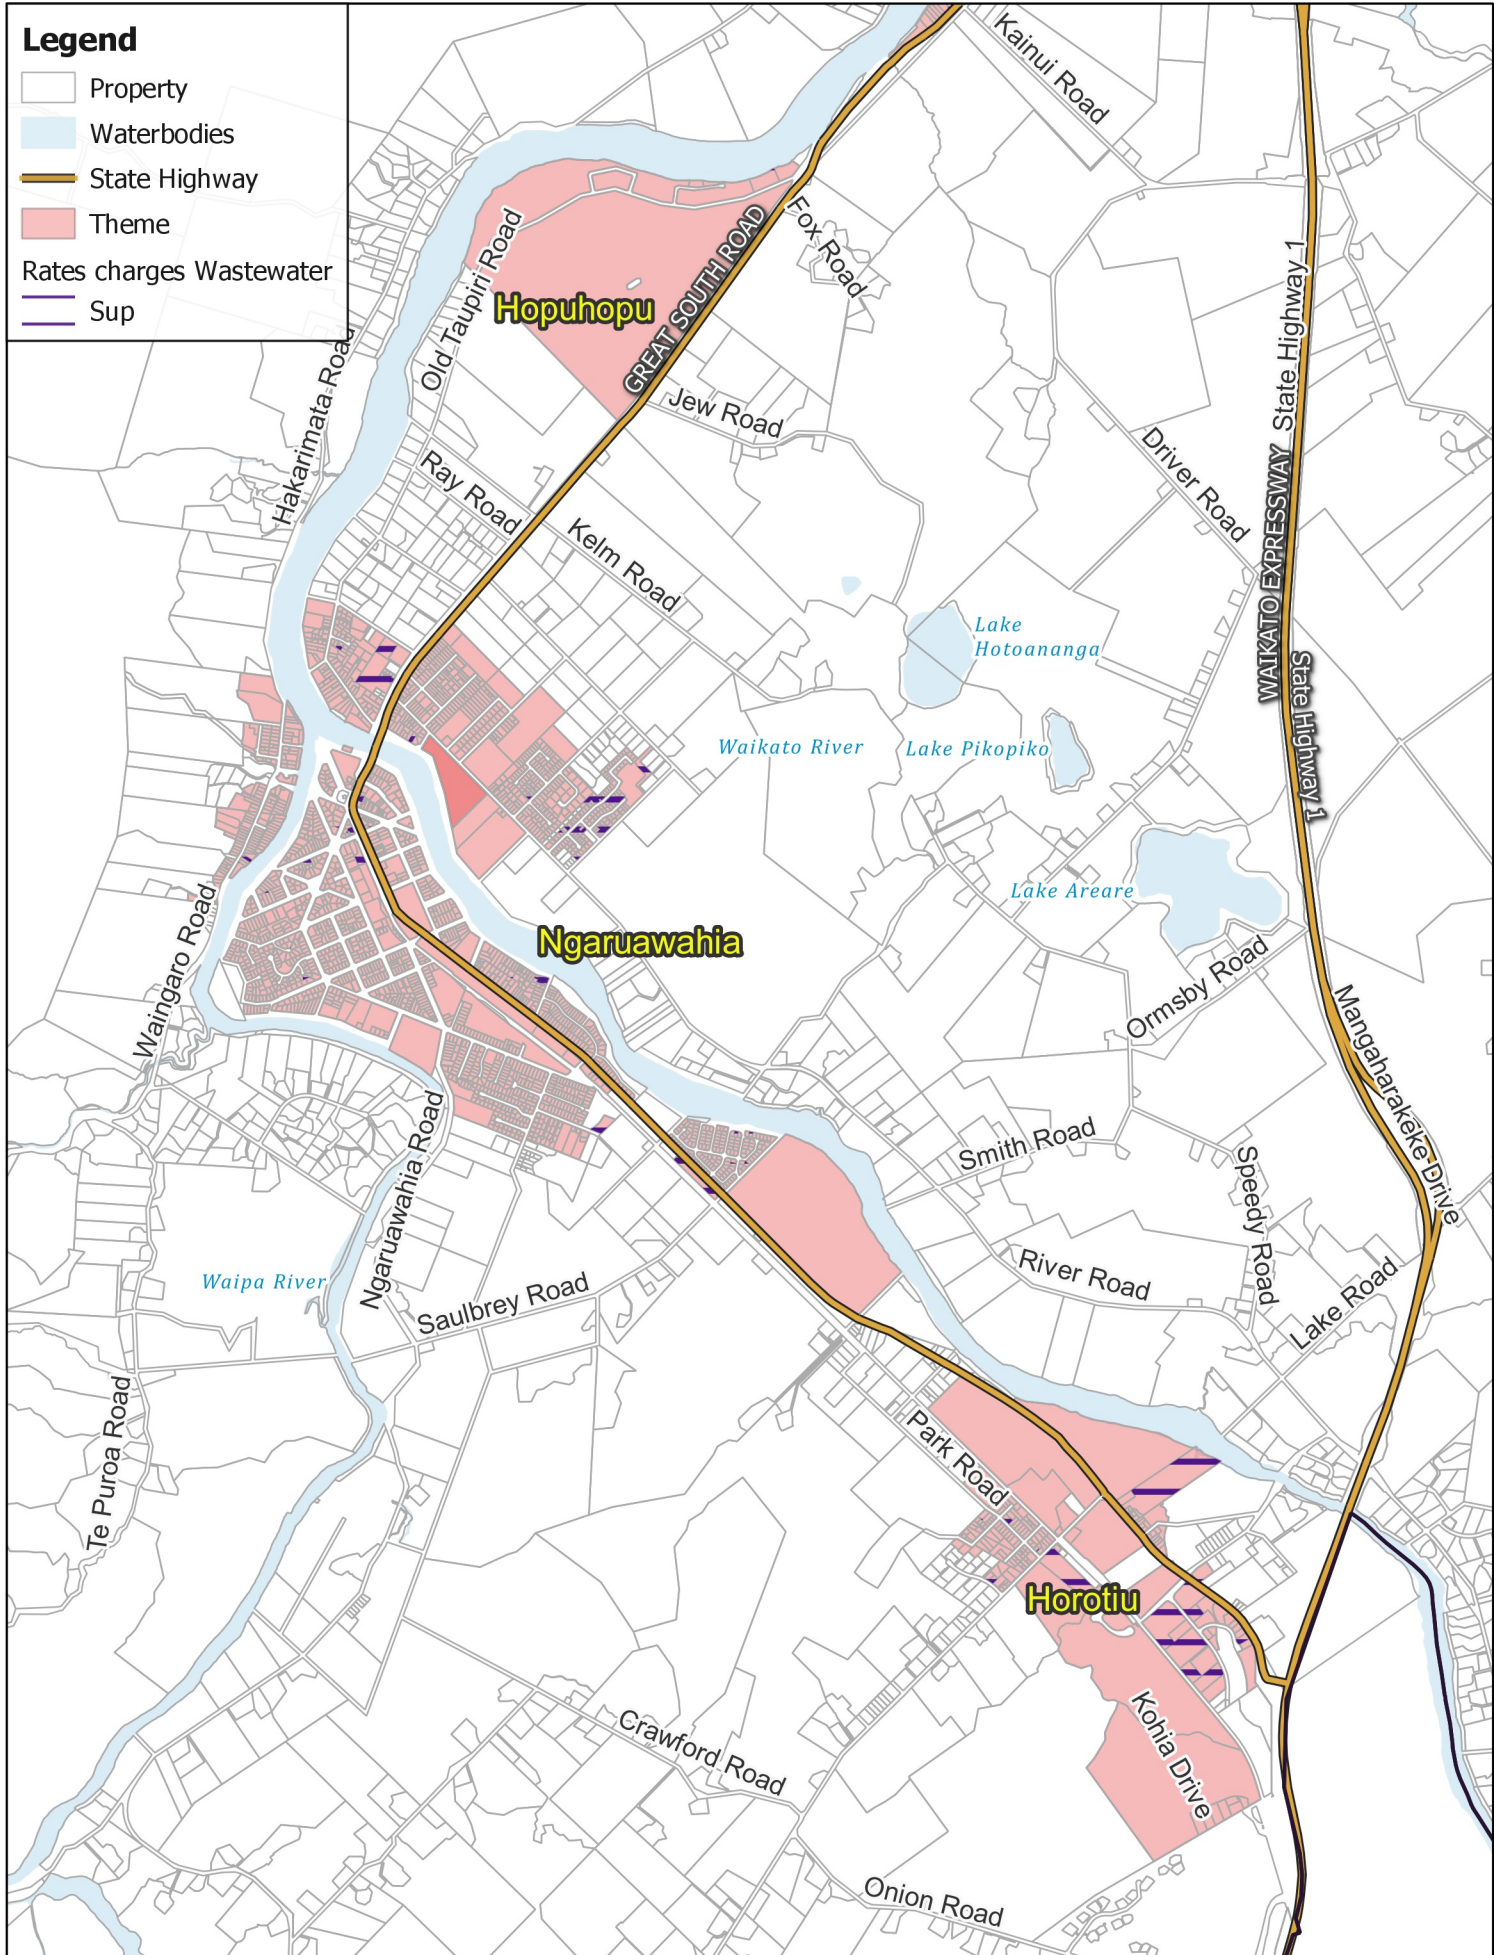 Legend
Property
Waterbodies
State Highway
Theme
Rates charges Wastewater
Sup
Kainui Road
Fox Road
GREAT SOUTH ROAD
Old Taupiri Road
Hopuhopu
State Highway 1
Hakarimata Road
Jew Road
Driver Road
Ray Road
Kelm Road
WAIKATO EXPRESSWAY
Lake
Hotoananga
State Highway 1
Waikato River
Lake Pikopiko
Lake Areare
Waingaro Road
Ngaruawahia
Ormsby Road
Mangaharakeke Drive
Smith Road
Speedy Road
Ngaruawahia Road
Waipa River
River Road
Saulbrey Road
Lake Road
Te Puroa Road
Park Road
Horotiu
Kohia Drive
Crawford Road
Onion Road